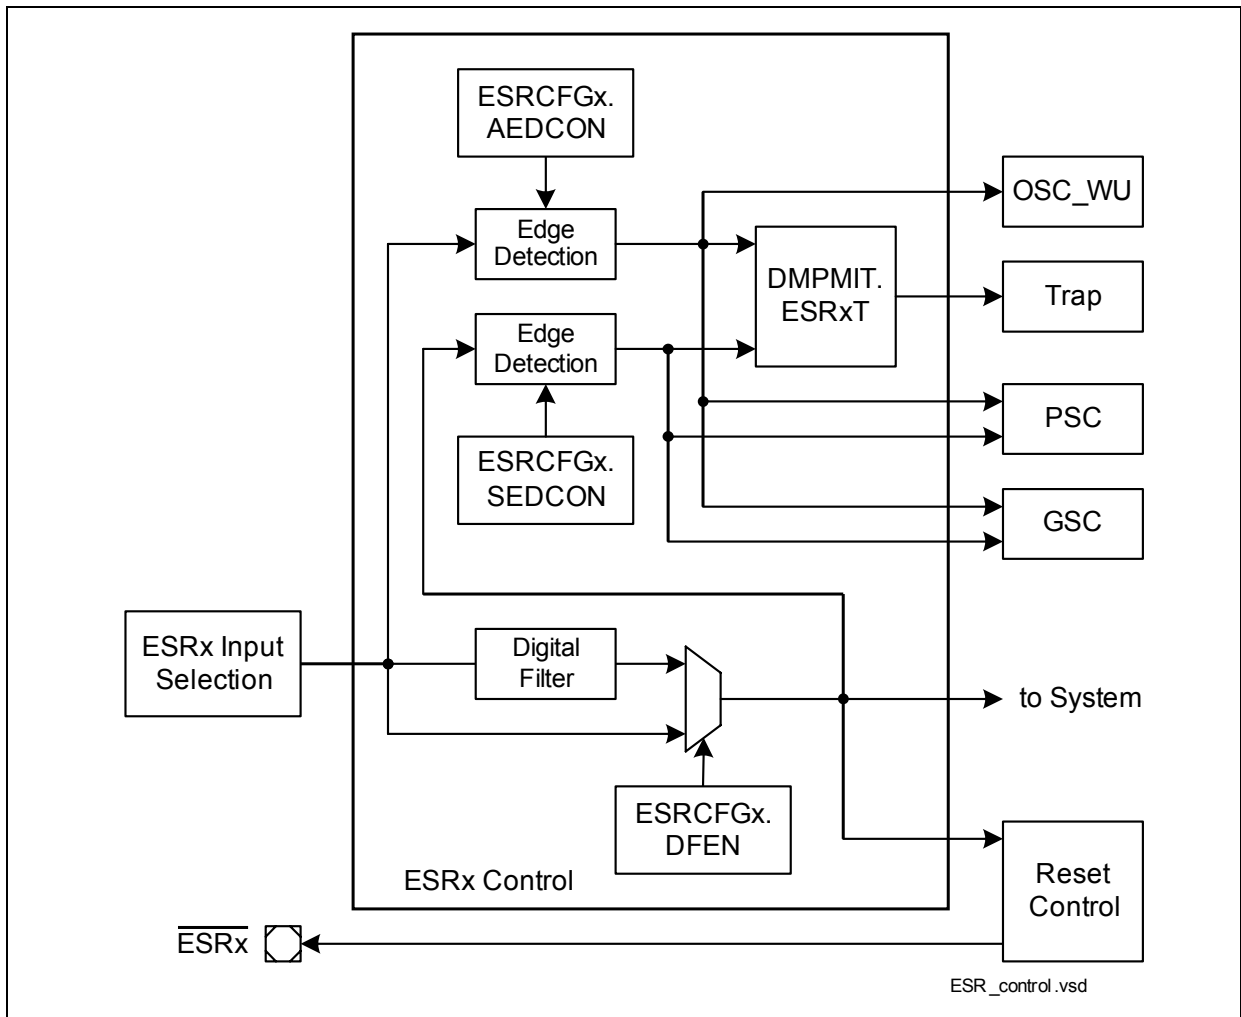 ESRCFGx.
AEDCON
Edge
Detection
OSC_WU
DMPMIT.
ESRxT
Trap
Edge
Detection
PSC
ESRCFGx.
SEDCON
GSC
ESRx Input
Selection
Digital
Filter
to System
ESRCFGx.
DFEN
ESRx Control
Reset
Control
ESRx
ESR_control.vsd